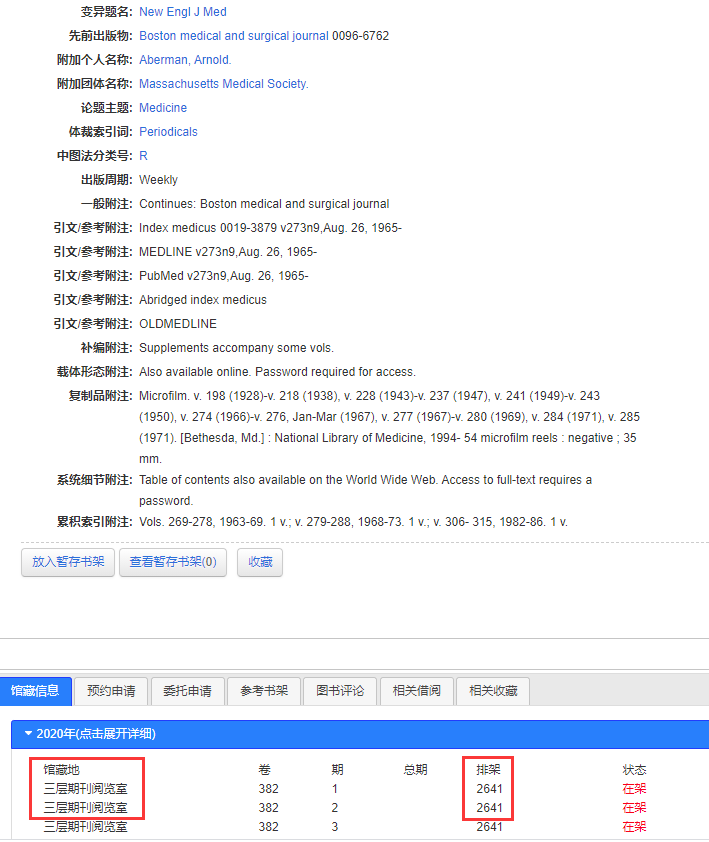 变异题名: New Engl J Med
先前出版物: Boston medical and surgical journal 0096-6762
附加个人名称: Aberman, Arnold.
附加团体名称: Massachusetts Medical Society.
论题主题: Medicine
体裁索引词: Periodicals
中图法分类号: R
出版周期: Weekly
一般附注: Continues: Boston medical and surgical journal
引文/参考附注: Index medicus 0019-3879 v273n9,Aug. 26, 1965-
引文/参考附注: MEDLINE v273n9,Aug. 26, 1965-
引文/参考附注: PubMed v273n9,Aug. 26, 1965-
引文/参考附注: Abridged index medicus
引文/参考附注: OLDMEDLINE
补编附注: Supplements accompany some vols.
载体形态附注: Also available online. Password required for access.
复制品附注: Microfilm. v. 198 (1928)-v. 218 (1938), v. 228 (1943)-v. 237 (1947), v. 241 (1949)-v. 243
(1950), v. 274 (1966)-v. 276, Jan-Mar (1967), v. 277 (1967)-v. 280 (1969), v. 284 (1971), v. 285
(1971). [Bethesda, Md.] : National Library of Medicine, 1994- 54 microfilm reels : negative ; 35
mm.
系统细节附注: Table of contents also available on the World Wide Web. Access to full-text requires a
password.
累积索引附注: Vols. 269-278, 1963-69. 1 v.; v. 279-288, 1968-73. 1 v.; v. 306- 315, 1982-86. 1 v.
放入暂存书架 查看暂存书架(0) 收藏
馆藏信息 预约申请 委托申请 参考书架 图书评论 相关借阅 相关收藏
2020年(点击展开详细)
馆藏地 卷 期 总期 排架 状态
三层期刊阅览室 382 1 2641 在架
三层期刊阅览室 382 2 2641 在架
三层期刊阅览室 382 3 2641 在架